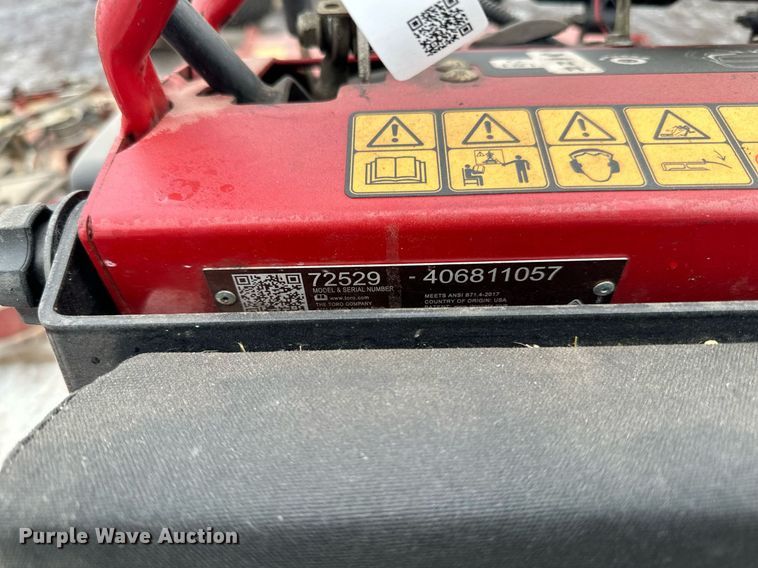 72529 - 406811057
MODEL & SERIAL NUMBER
www.toro.com
THE TORO COMPANY
MEETS ANSI B71.4-2017
COUNTRY OF ORIGIN: USA
Purple Wave Auction